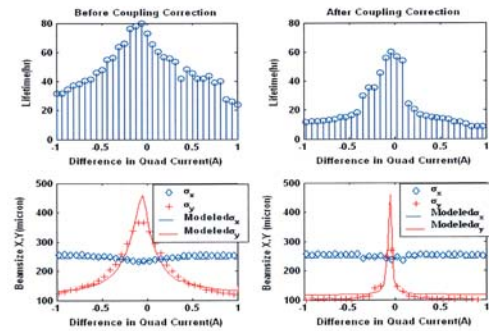 Before Coupling Correction
After Coupling Correction
Lifetime(hr)
80
60
40
20
0
-1 -0.5 0 0.5 1
Difference in Quad Current(A)
Lifetime(hr)
80
60
40
20
0
-1 -0.5 0 0.5 1
Difference in Quad Current(A)
Beamsize X,Y(micron)
500
400
300
200
100
-1 -0.5 0 0.5 1
Difference in Quad Current(A)
σx
σy
Modeledσx
Modeledσy
Beamsize X,Y(micron)
500
400
300
200
100
-1 -0.5 0 0.5 1
Difference in Quad Current(A)
σx
σy
Modeledσx
Modeledσy